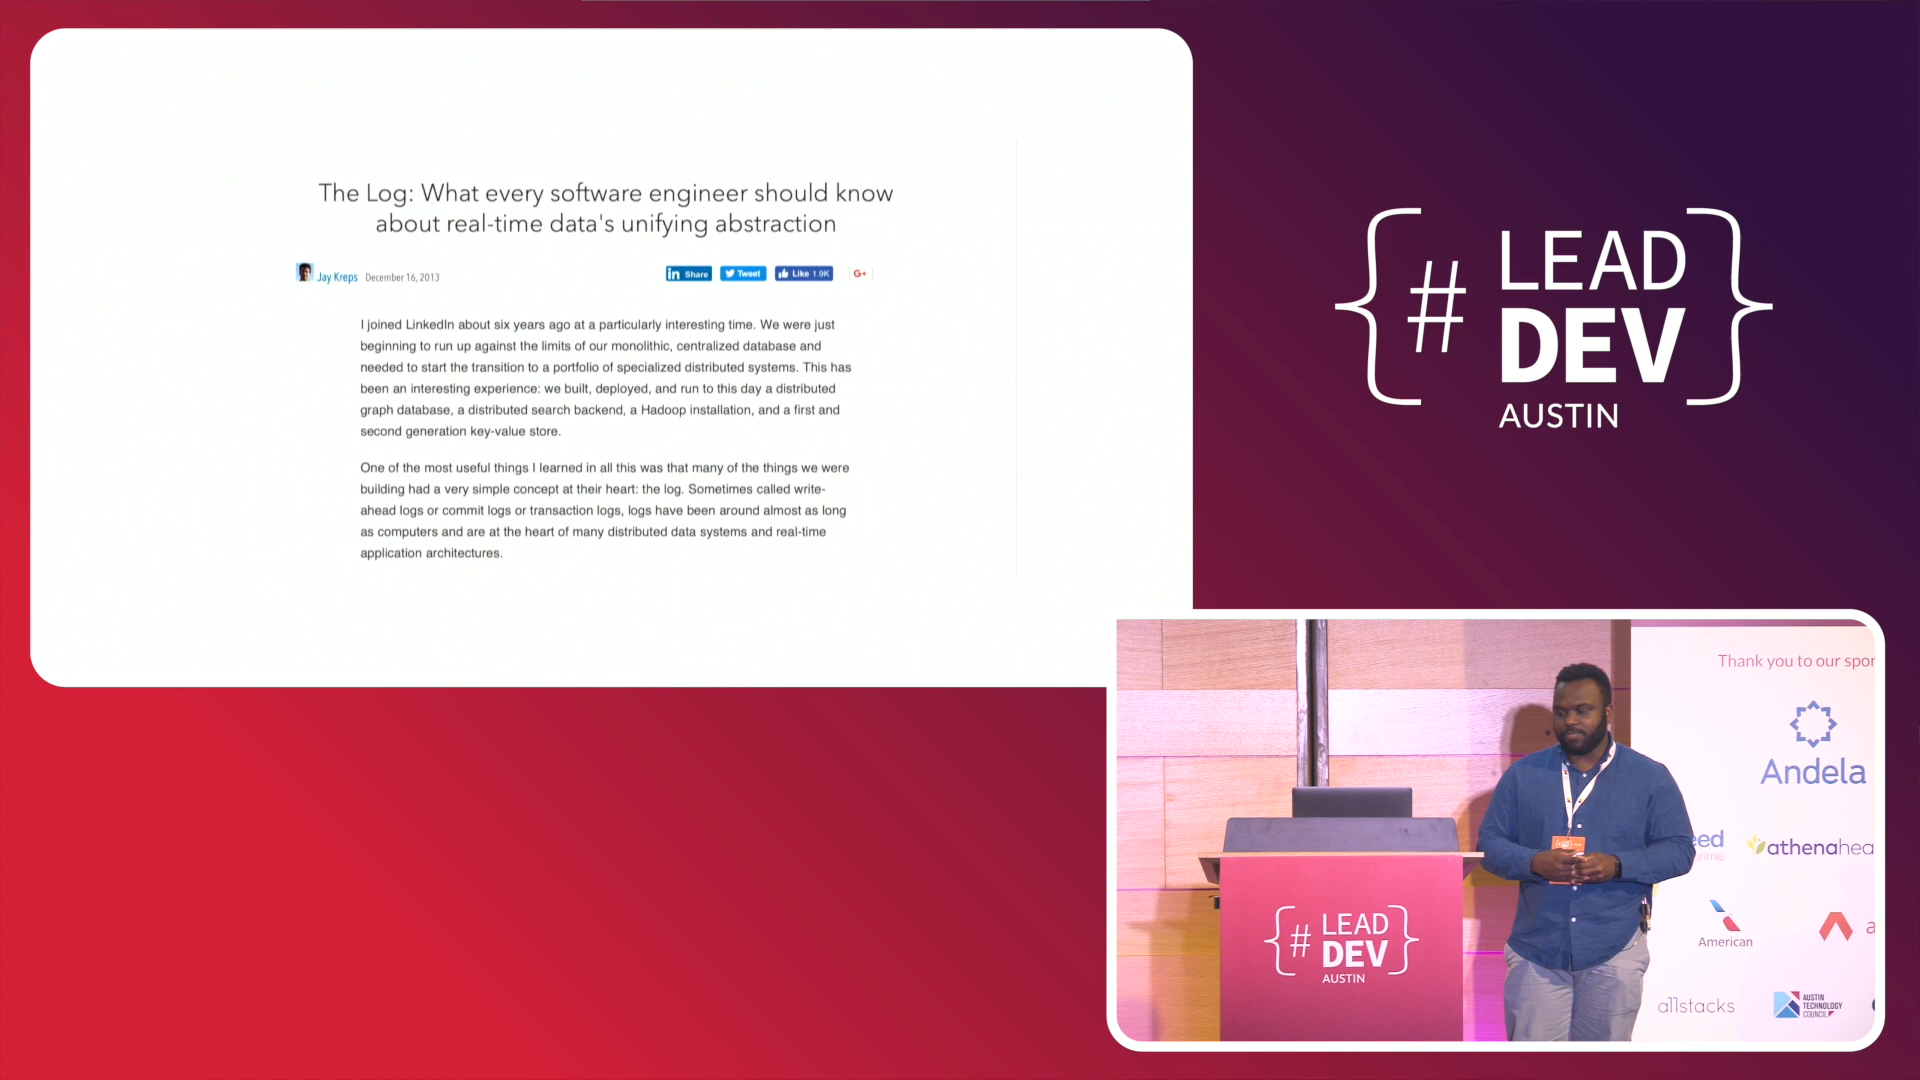 The Log: What every software engineer should know
about real-time data's unifying abstraction
Jay Kreps December 16, 2013
in Share Tweet Like 1.9K G+
I joined LinkedIn about six years ago at a particularly interesting time. We were just
beginning to run up against the limits of our monolithic, centralized database and
needed to start the transition to a portfolio of specialized distributed systems. This has
been an interesting experience: we built, deployed, and run to this day a distributed
graph database, a distributed search backend, a Hadoop installation, and a first and
second generation key-value store.
One of the most useful things I learned in all this was that many of the things we were
building had a very simple concept at their heart: the log. Sometimes called write-
ahead logs or commit logs or transaction logs, logs have been around almost as long
as computers and are at the heart of many distributed data systems and real-time
application architectures.
{# LEAD
DEV}
AUSTIN
Thank you to our spor
Andela
eed
prime
athenahea
American
a
allstacks
AUSTIN
TECHNOLOGY
COUNCIL
{# LEAD
DEV}
AUSTIN